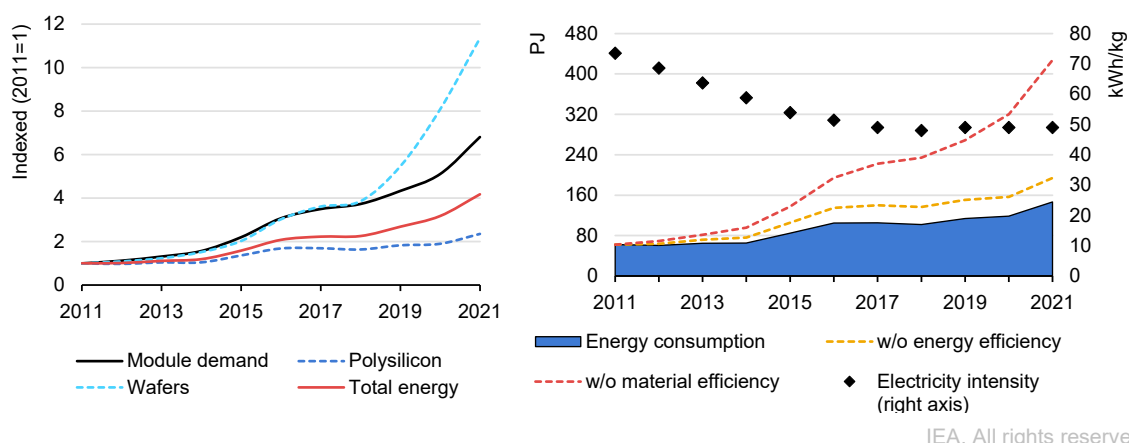 Indexed (2011=1)
12
10
8
6
4
2
0
2011 2013 2015 2017 2019 2021
Module demand Polysilicon
Wafers Total energy
PJ
480
400
320
240
160
80
0
kWh/kg
80
70
60
50
40
30
20
10
0
2011 2013 2015 2017 2019 2021
Energy consumption w/o energy efficiency
w/o material efficiency Electricity intensity
(right axis)
IEA. All rights reserve